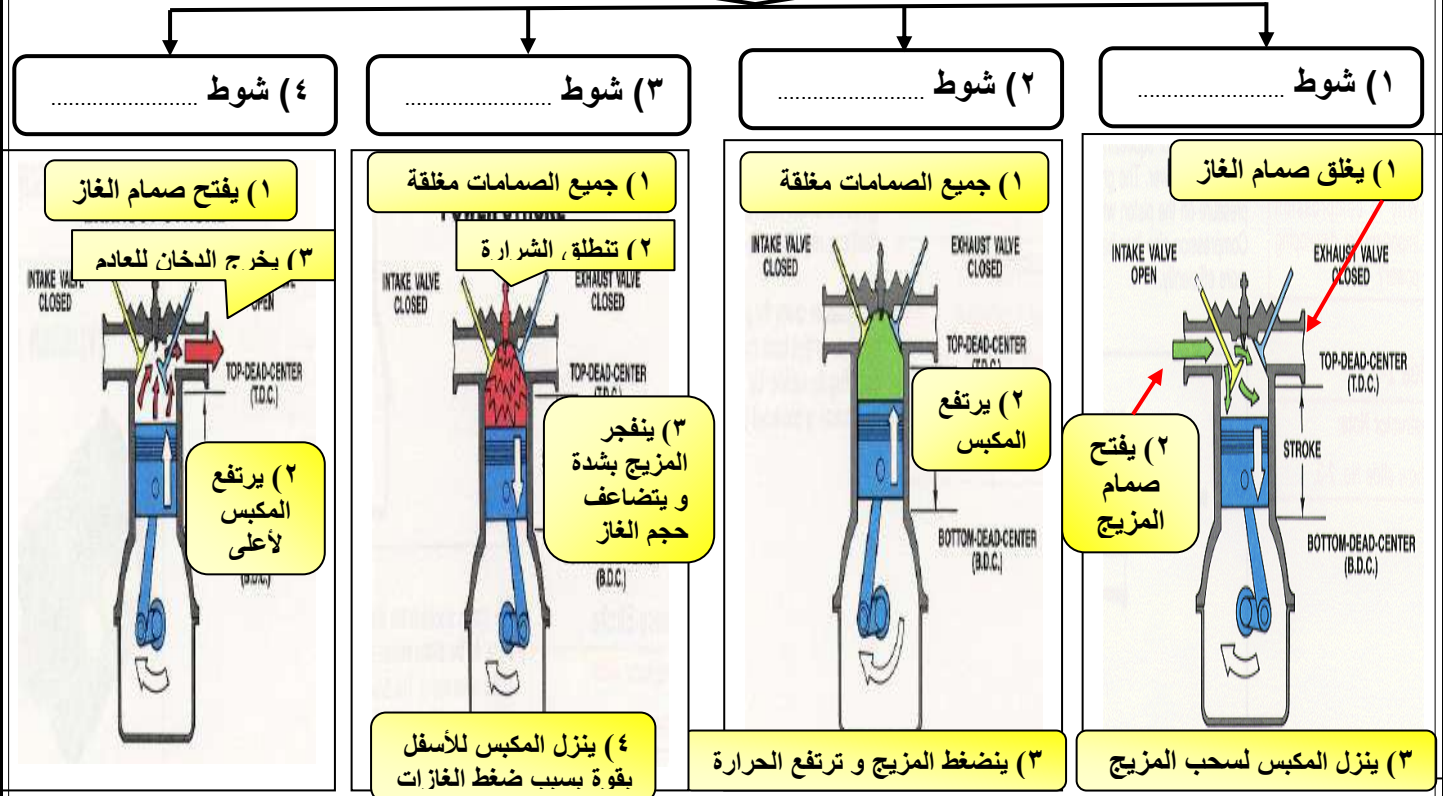 ١) شوط .........................
٢) شوط .........................
٣) شوط .........................
٤) شوط .........................
١) يغلق صمام الغاز
INTAKE VALVE
OPEN
EXHAUST VALVE
CLOSED
TOP-DEAD-CENTER
(T.D.C.)
STROKE
٢) يفتح
صمام
المزيج
BOTTOM-DEAD-CENTER
(B.D.C.)
٣) ينزل المكبس لسحب المزيج
١) جميع الصمامات مغلقة
INTAKE VALVE
CLOSED
EXHAUST VALVE
CLOSED
TOP-DEAD-CENTER
(T.D.C.)
٢) يرتفع
المكبس
BOTTOM-DEAD-CENTER
(B.D.C.)
٣) ينضغط المزيج و ترتفع الحرارة
١) جميع الصمامات مغلقة
POWER STROKE
٢) تنطلق الشرارة
INTAKE VALVE
CLOSED
EXHAUST VALVE
CLOSED
TOP-DEAD-CENTER
(T.D.C.)
٣) ينفجر
المزيج بشدة
و يتضاعف
حجم الغاز
(B.D.C.)
٤) ينزل المكبس للأسفل
بقوة بسبب ضغط الغازات
١) يفتح صمام الغاز
٣) يخرج الدخان للعادم
INTAKE VALVE
CLOSED
OPEN
TOP-DEAD-CENTER
(T.D.C.)
٢) يرتفع
المكبس
لأعلى
(B.D.C.)